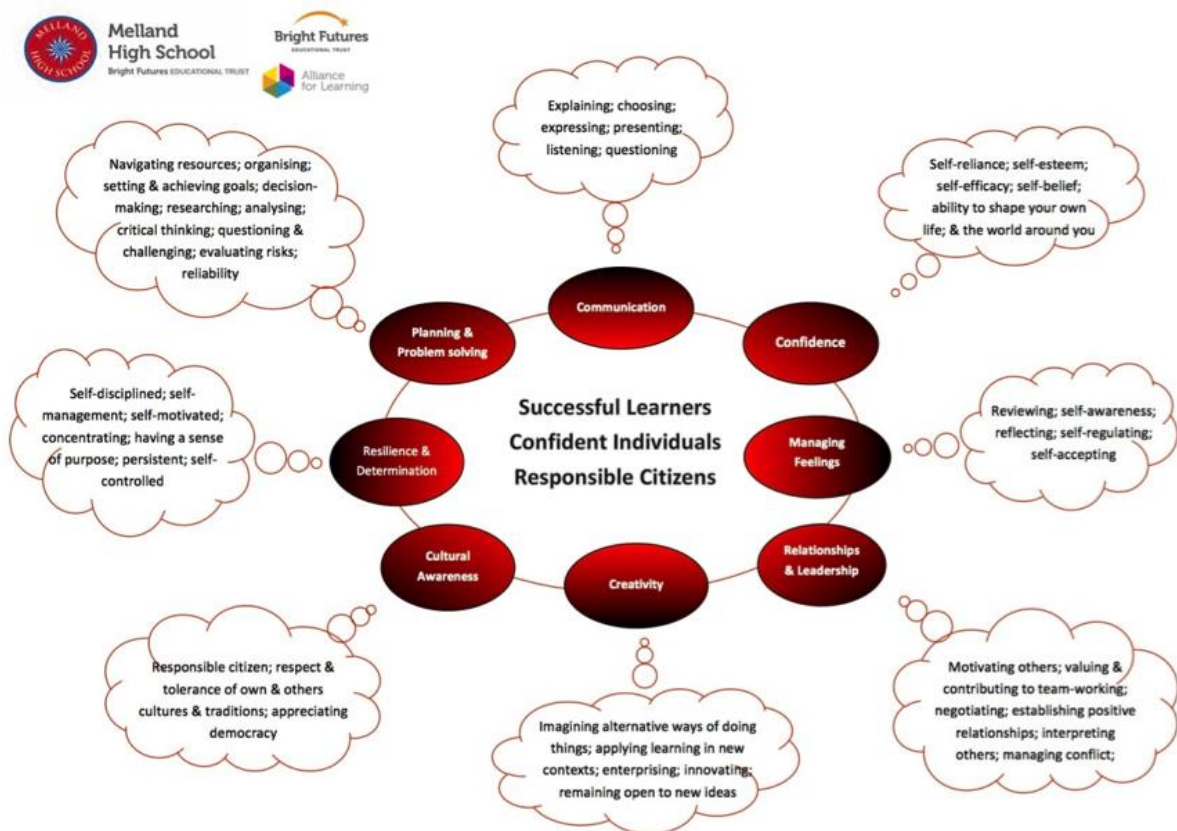 MELLAND
HIGH SCHOOL
Melland
High School
Bright Futures EDUCATIONAL TRUST
Bright Futures
EDUCATIONAL TRUST
Alliance
for Learning
Explaining; choosing;
expressing; presenting;
listening; questioning
Navigating resources; organising;
setting & achieving goals; decision-
making; researching; analysing;
critical thinking; questioning &
challenging; evaluating risks;
reliability
Self-reliance; self-esteem;
self-efficacy; self-belief;
ability to shape your own
life; & the world around you
Communication
Planning &
Problem solving
Confidence
Self-disciplined; self-
management; self-motivated;
concentrating; having a sense
of purpose; persistent; self-
controlled
Resilience &
Determination
Successful Learners
Confident Individuals
Responsible Citizens
Managing
Feelings
Reviewing; self-awareness;
reflecting; self-regulating;
self-accepting
Cultural
Awareness
Creativity
Relationships
& Leadership
Responsible citizen; respect &
tolerance of own & others
cultures & traditions; appreciating
democracy
Imagining alternative ways of doing
things; applying learning in new
contexts; enterprising; innovating;
remaining open to new ideas
Motivating others; valuing &
contributing to team-working;
negotiating; establishing positive
relationships; interpreting
others; managing conflict;